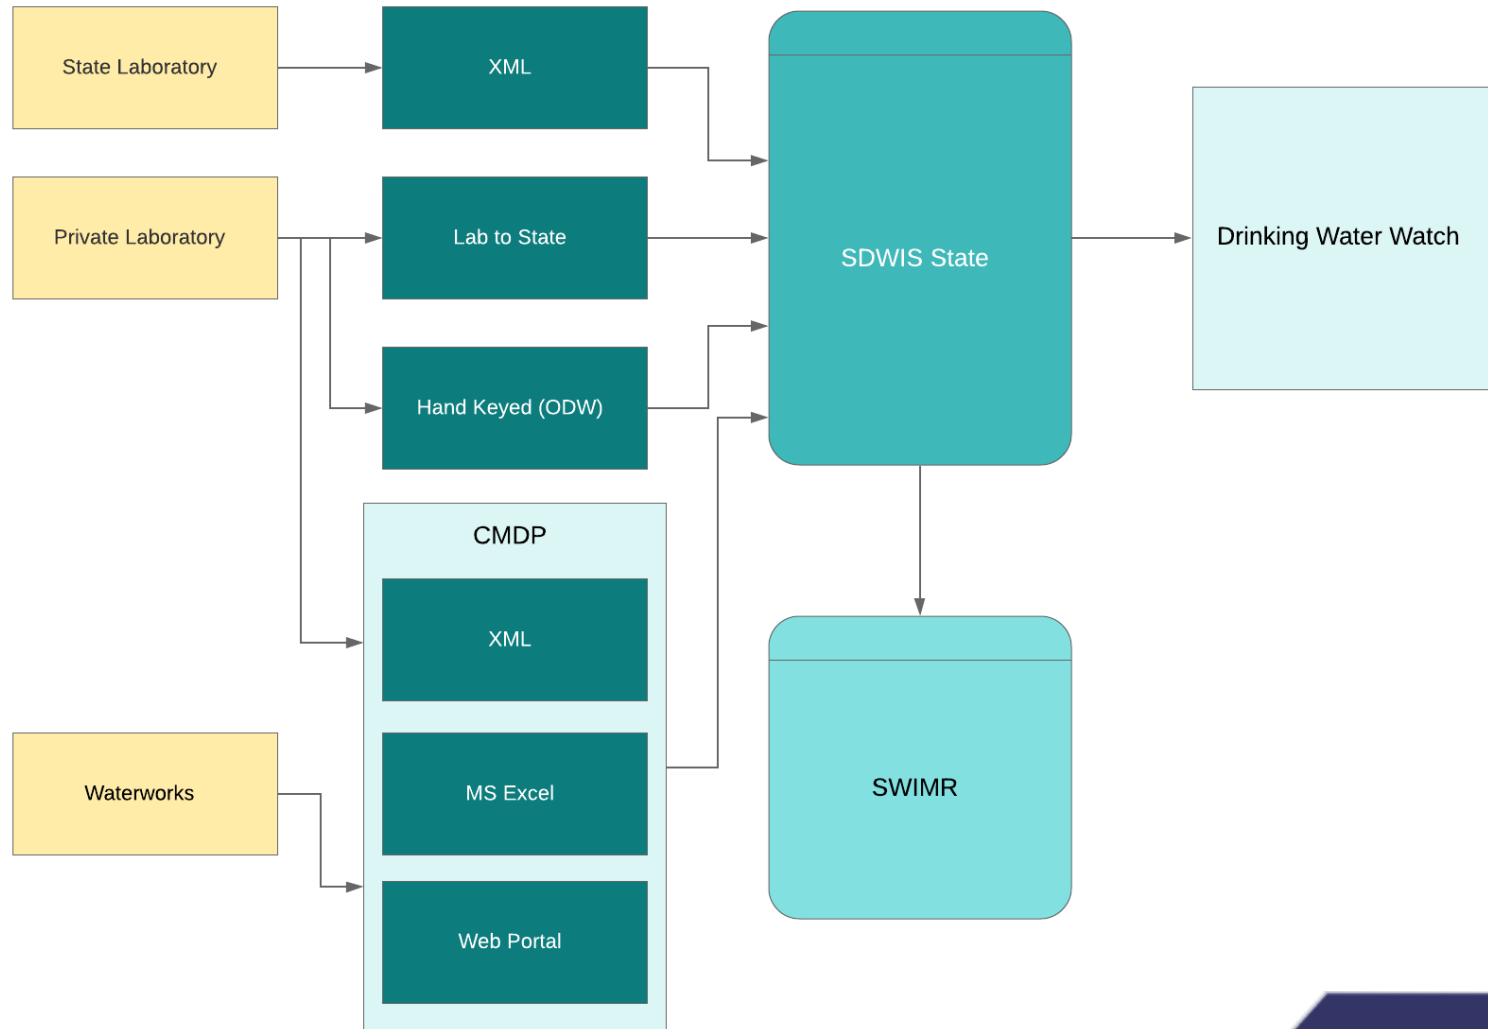 State Laboratory
XML
Private Laboratory
Lab to State
SDWIS State
Drinking Water Watch
Hand Keyed (ODW)
CMDP
XML
Waterworks
MS Excel
SWIMR
Web Portal